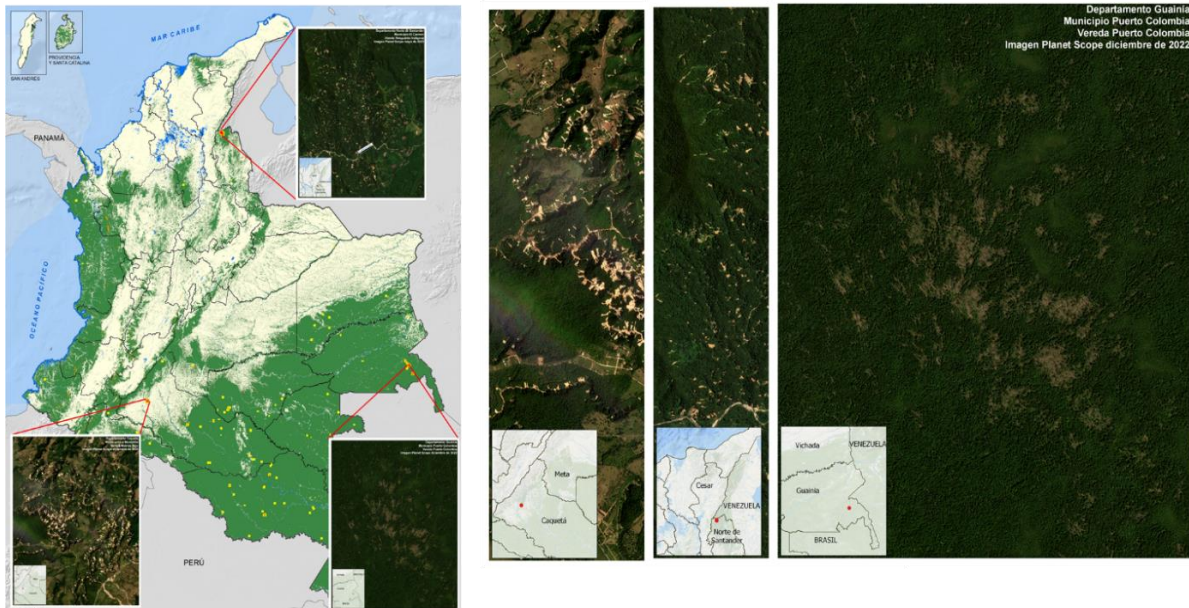 MAR CARIBE
SAN ANDRÉS
PROVIDENCIA
Y SANTA CATALINA
PANAMÁ
OCÉANO PACÍFICO
PERÚ
Meta
Caquetá
Cesar
VENEZUELA
Norte de
Santander
Departamento Guainia
Municipio Puerto Colombia
Vereda Puerto Colombia
Imagen Planet Scope diciembre de 2022
Vichada
VENEZUELA
Guainía
BRASIL